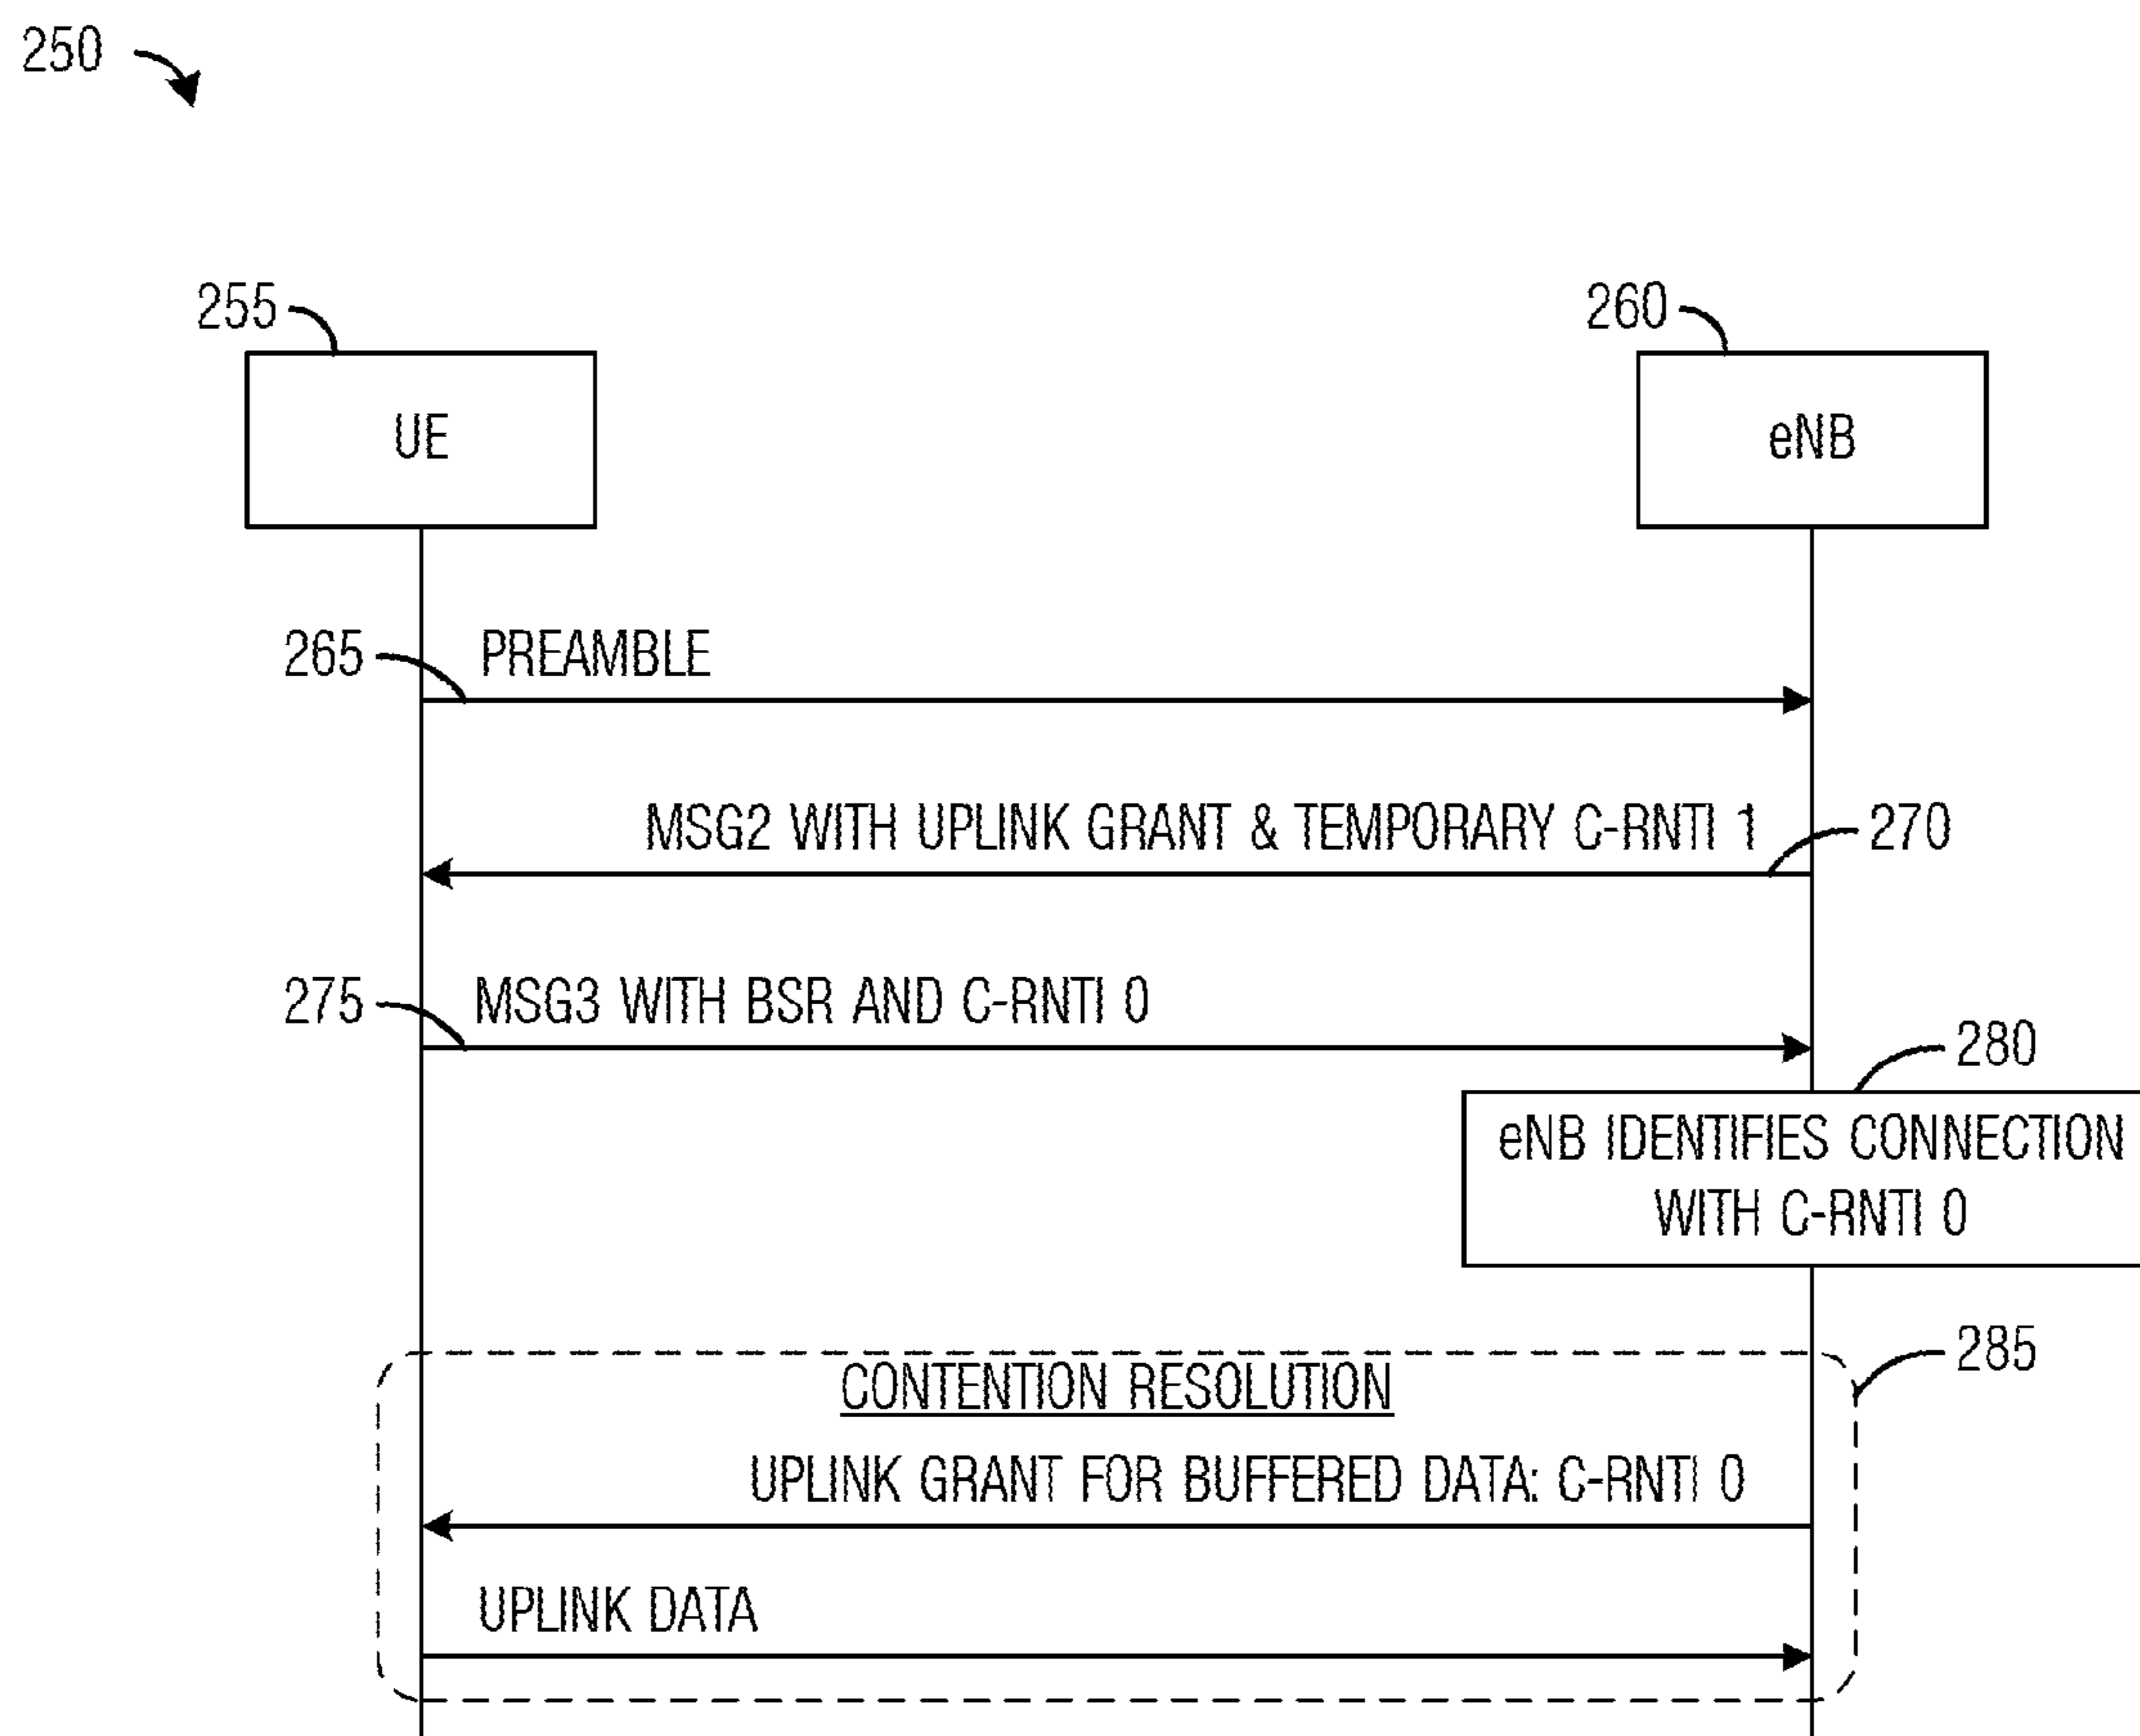 250
255
260
UE
eNB
265
PREAMBLE
MSG2 WITH UPLINK GRANT & TEMPORARY C-RNTI 1
270
275
MSG3 WITH BSR AND C-RNTI 0
280
eNB IDENTIFIES CONNECTION
WITH C-RNTI 0
285
CONTENTION RESOLUTION
UPLINK GRANT FOR BUFFERED DATA: C-RNTI 0
UPLINK DATA